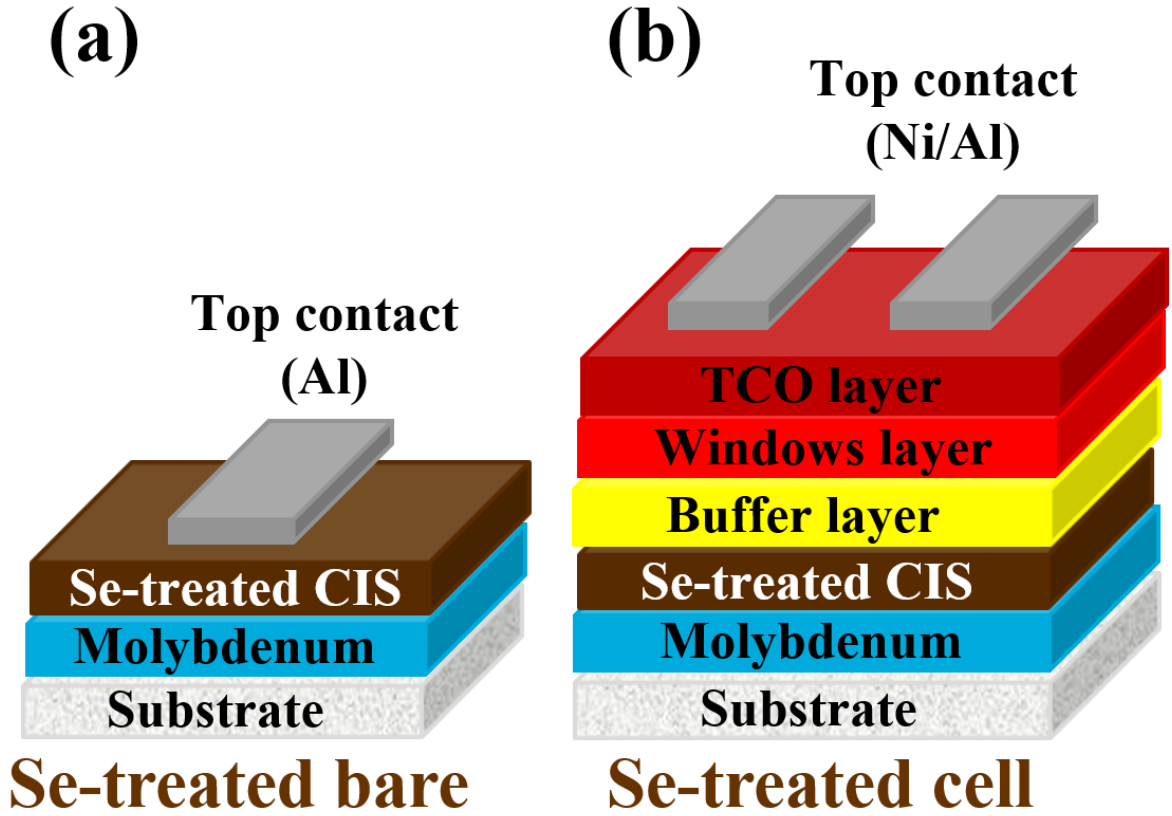 (a)
Top contact
(Al)
Se-treated CIS
Molybdenum
Substrate
Se-treated bare
(b)
Top contact
(Ni/Al)
TCO layer
Windows layer
Buffer layer
Se-treated CIS
Molybdenum
Substrate
Se-treated cell